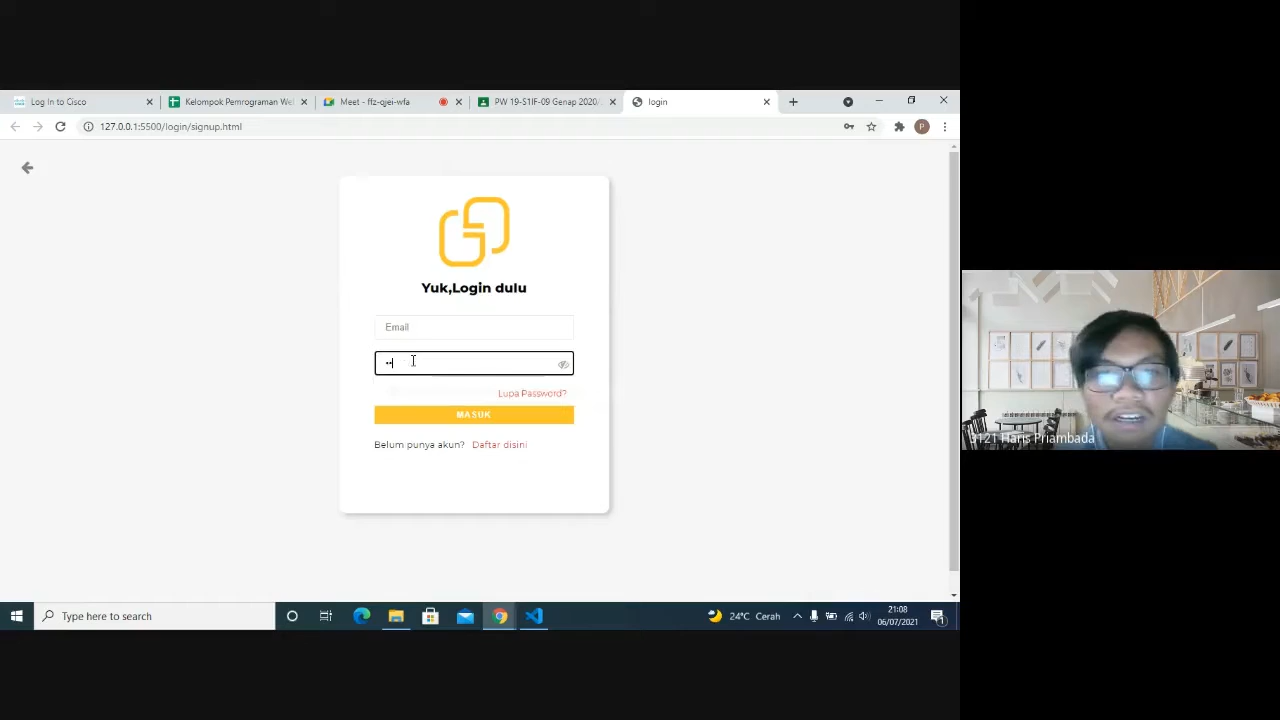 Log In to Cisco
Kelompok Pemrograman We
Meet - ffz-qjei-wfa
PW 19-S1IF-09 Genap 2020/
login
127.0.0.1:5500/login/signup.html
P
Yuk,Login dulu
Email
Lupa Password?
MASUK
Belum punya akun? Daftar disini
3121 Haris Priambada
Type here to search
24°C Cerah
21:08
06/07/2021
1